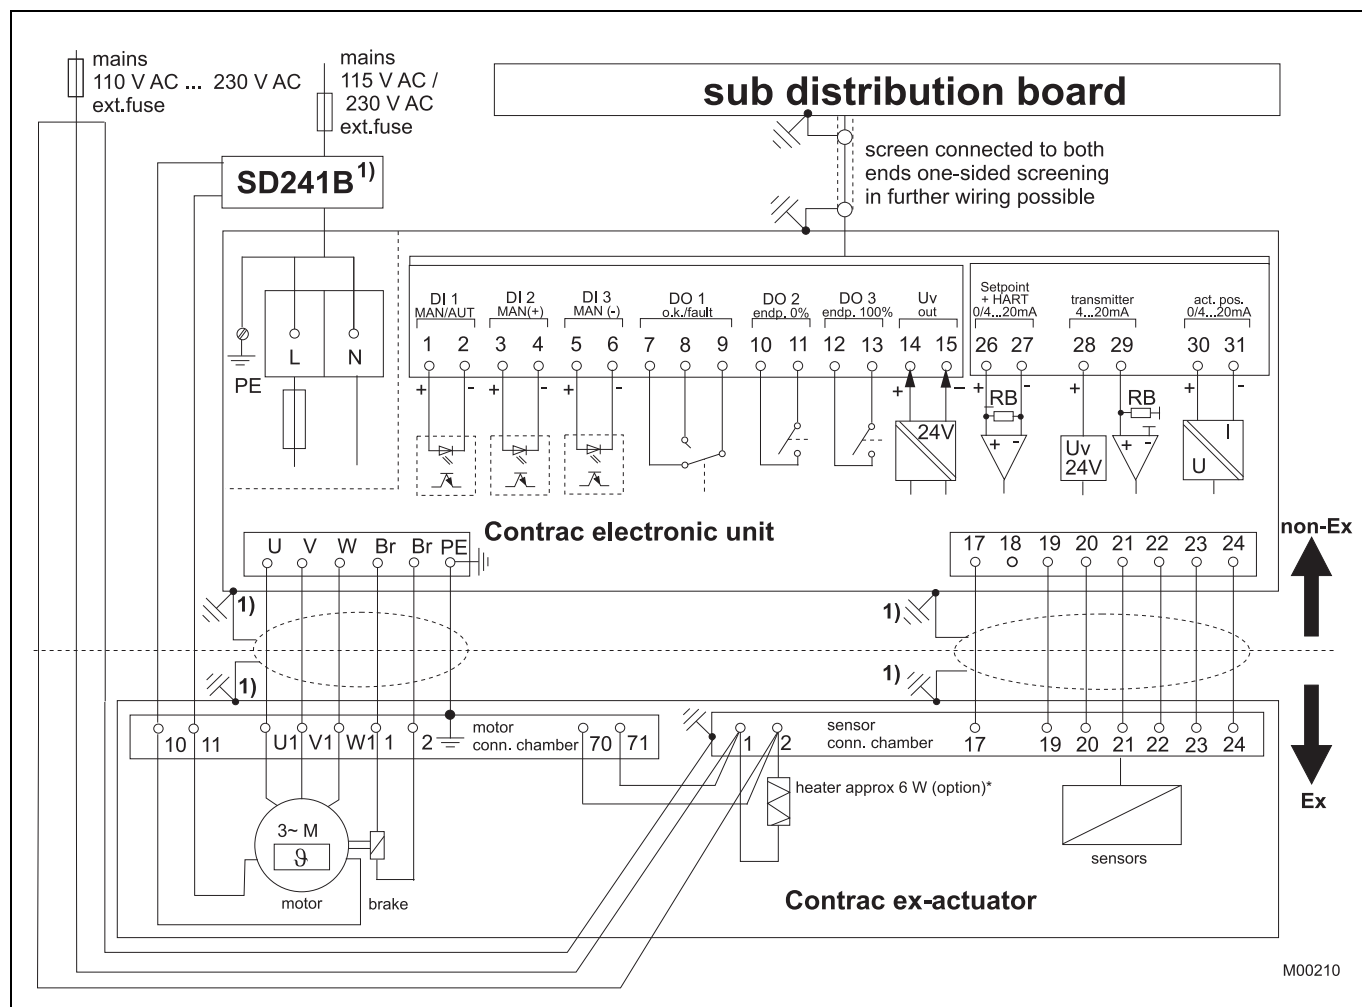 mains
110 V AC ... 230 V AC
ext.fuse
mains
115 V AC /
230 V AC
ext.fuse
sub distribution board
screen connected to both
ends one-sided screening
in further wiring possible
SD241B 1)
PE
L N
DI 1
MAN/AUT
DI 2
MAN(+)
DI 3
MAN (-)
DO 1
o.k./fault
DO 2
endp. 0%
DO 3
endp. 100%
Uv
out
Setpoint
+ HART
0/4...20mA
transmitter
4...20mA
act. pos.
0/4...20mA
1 2 3 4 5 6 7 8 9 10 11 12 13 14 15 26 27 28 29 30 31
+ - + - + - + - + - + + -
RB RB
24V
+ -
Uv
24V
+ -
I
U
Contrac electronic unit
non-Ex
U V W Br Br PE
17 18 19 20 21 22 23 24
1) 1)
1) 1)
10 11 U1 V1 W1 1 2
motor
conn. chamber
70 71
1 2
sensor
conn. chamber
17 19 20 21 22 23 24
Ex
heater approx 6 W (option)*
3~ M
ϑ
motor
brake
sensors
Contrac ex-actuator
M00210